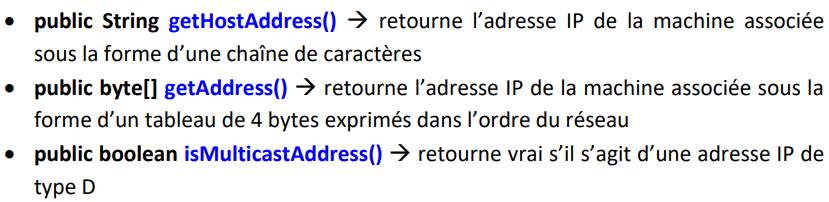 • public String getHostAddress() → retourne l’adresse IP de la machine associée
sous la forme d’une chaîne de caractères
• public byte[] getAddress() → retourne l’adresse IP de la machine associée sous la
forme d’un tableau de 4 bytes exprimés dans l’ordre du réseau
• public boolean isMulticastAddress() → retourne vrai s’il s’agit d’une adresse IP de
type D